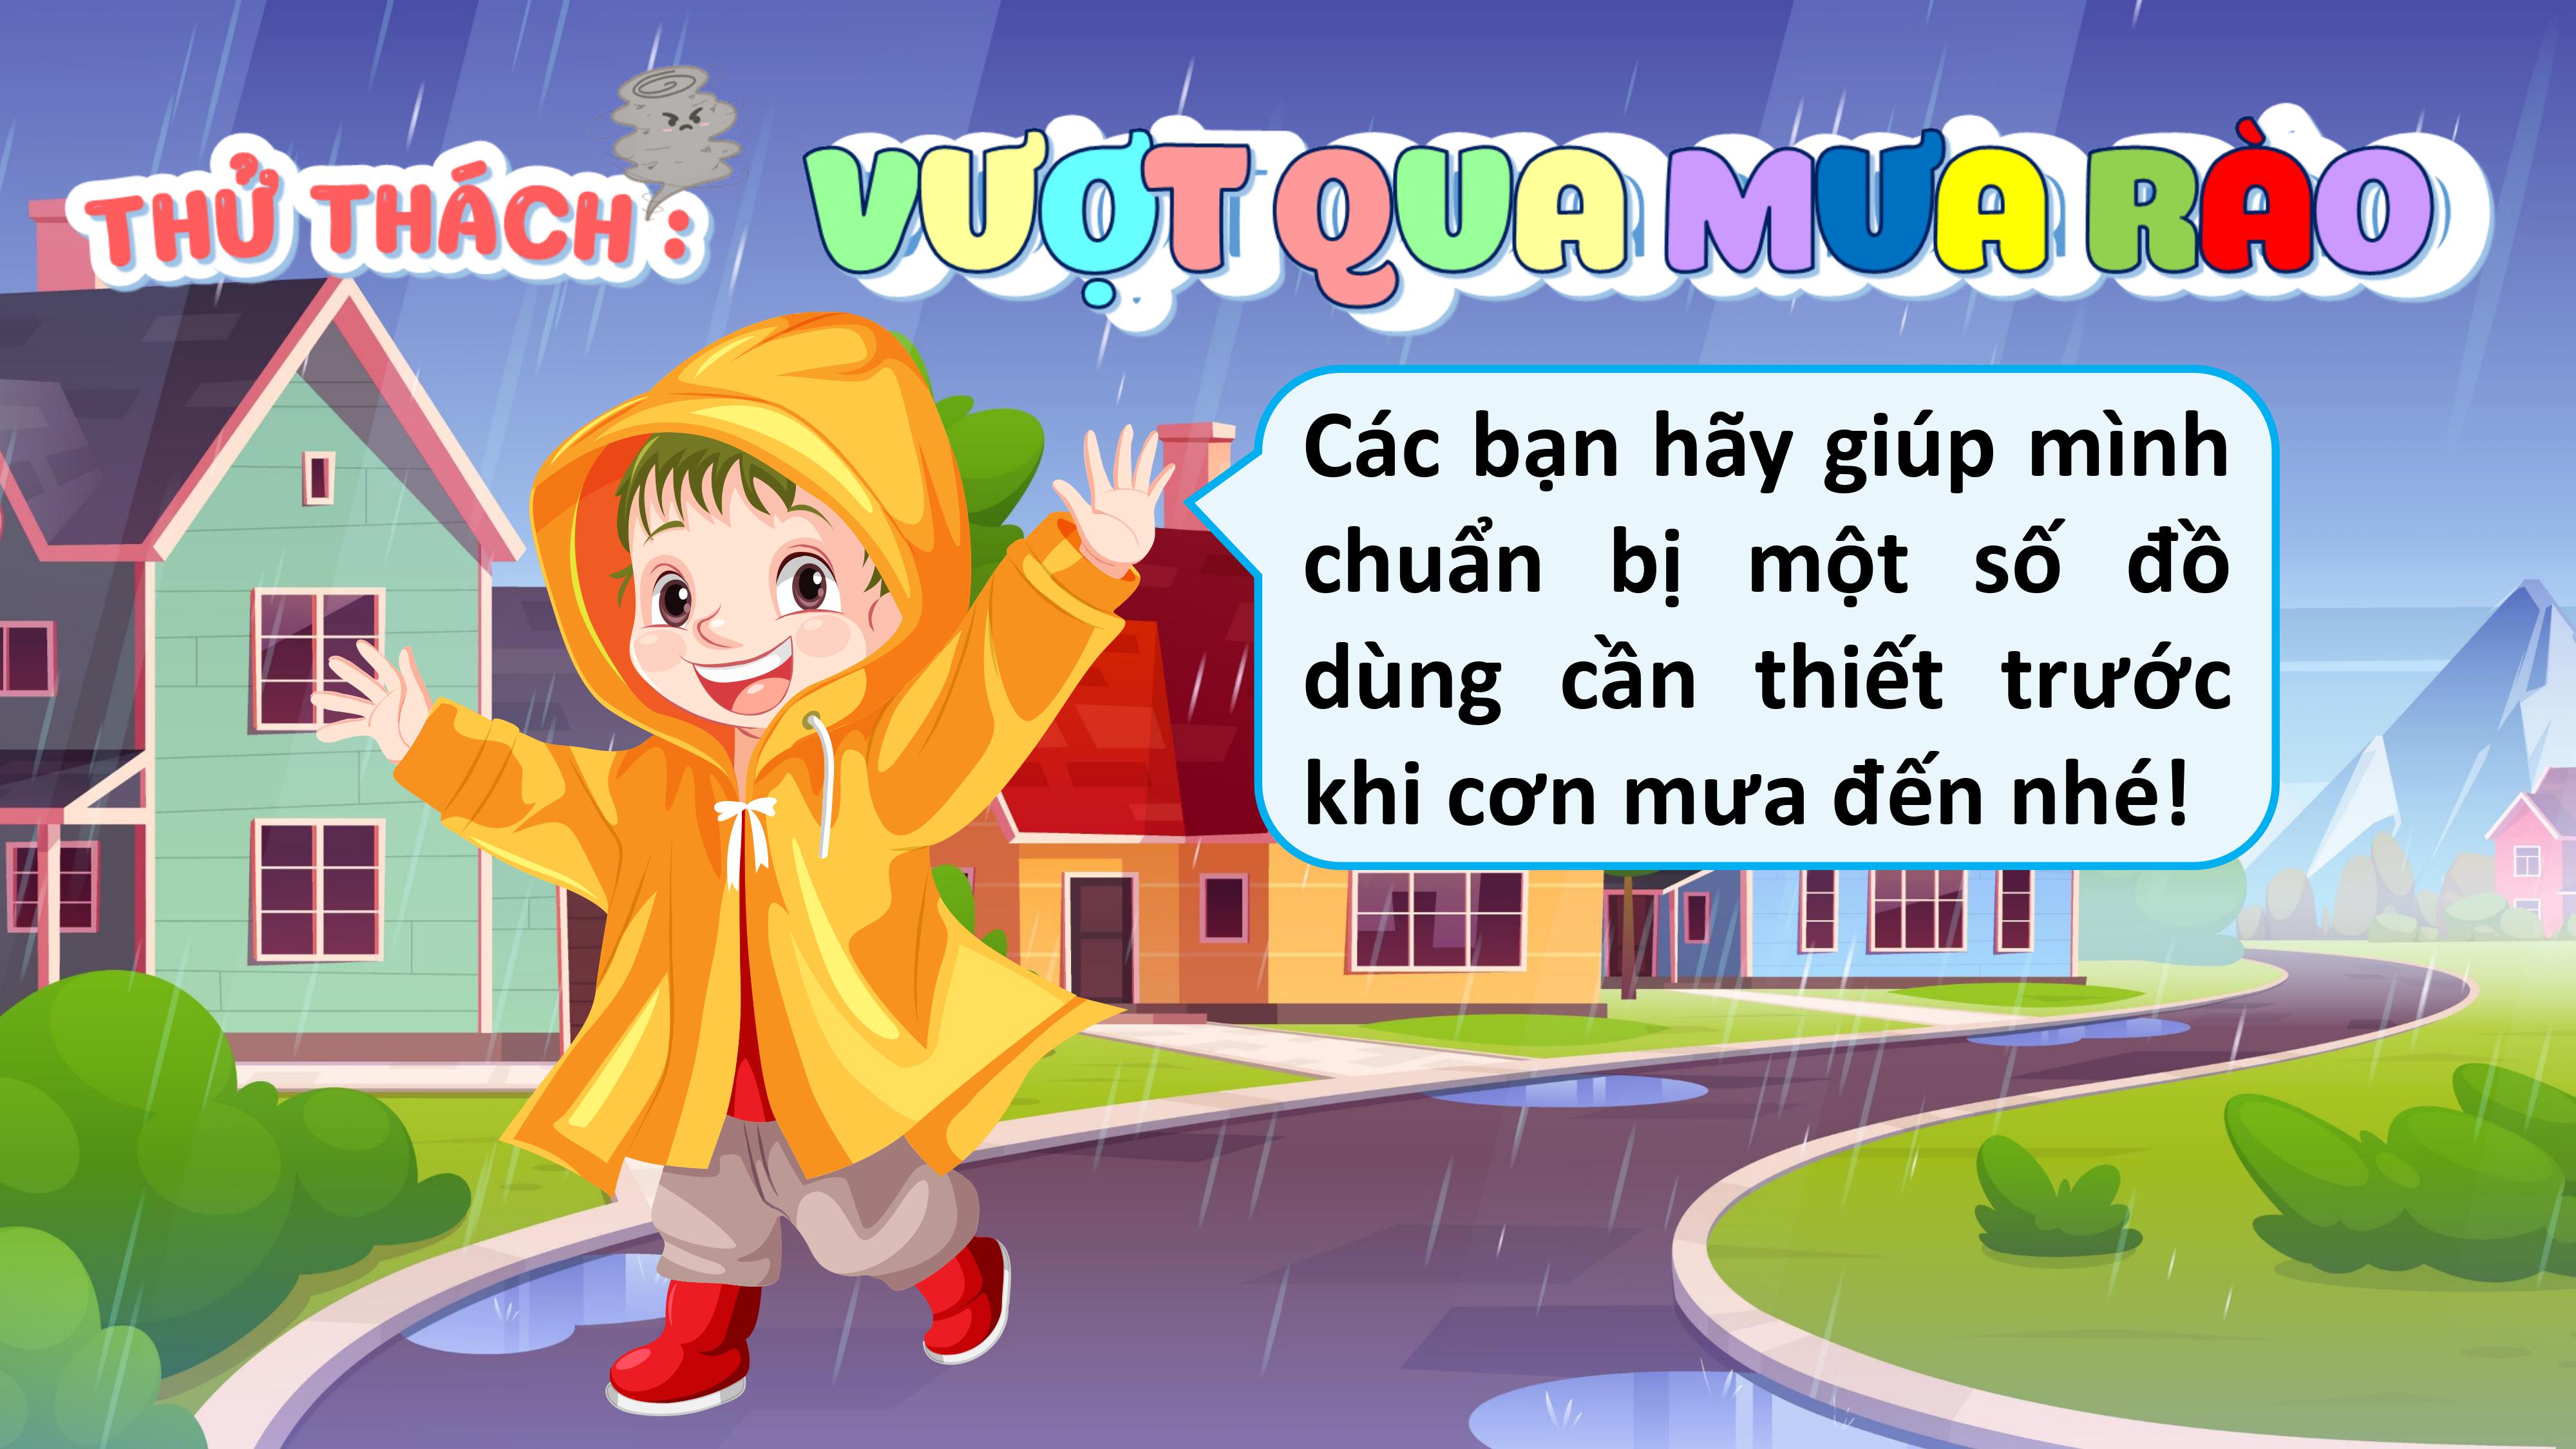 THỬ THÁCH :
VƯỢT QUA MƯA RÀO
Các bạn hãy giúp mình
chuẩn bị một số đồ
dùng cần thiết trước
khi cơn mưa đến nhé!